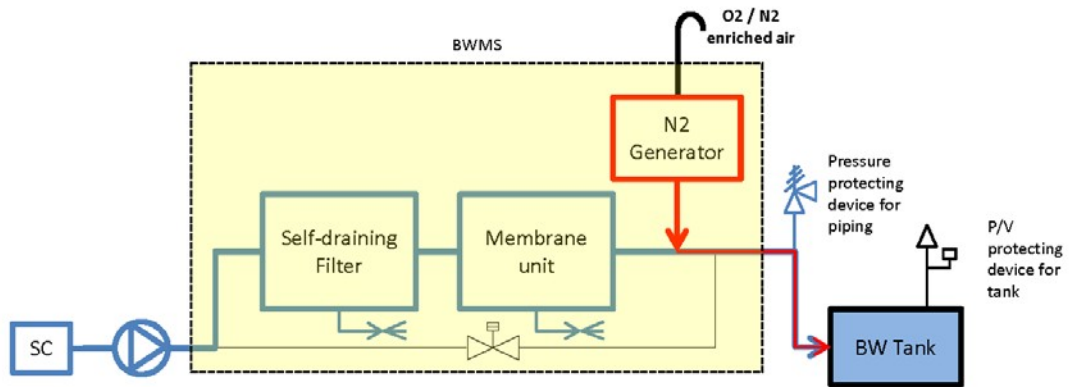 O2 / N2
enriched air
BWMS
N2
Generator
Pressure
protecting
device for
piping
P/V
protecting
device for
tank
Self-draining
Filter
Membrane
unit
SC
BW Tank